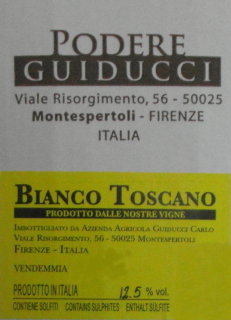 PODERE
GUIDUCCI
Viale Risorgimento, 56 - 50025
Montespertoli - FIRENZE
ITALIA
BIANCO TOSCANO
PRODOTTO DALLE NOSTRE VIGNE
IMBOTTIGLIATO DA AZIENDA AGRICOLA GUIDUCCI CARLO
VIALE RISORGIMENTO, 56 - 50025 MONTESPERTOLI
FIRENZE - ITALIA
VENDEMMIA
PRODOTTO IN ITALIA 12.5 % vol.
CONTIENE SOLFITI CONTAINS SULPHITES ENTHALT SULFITE